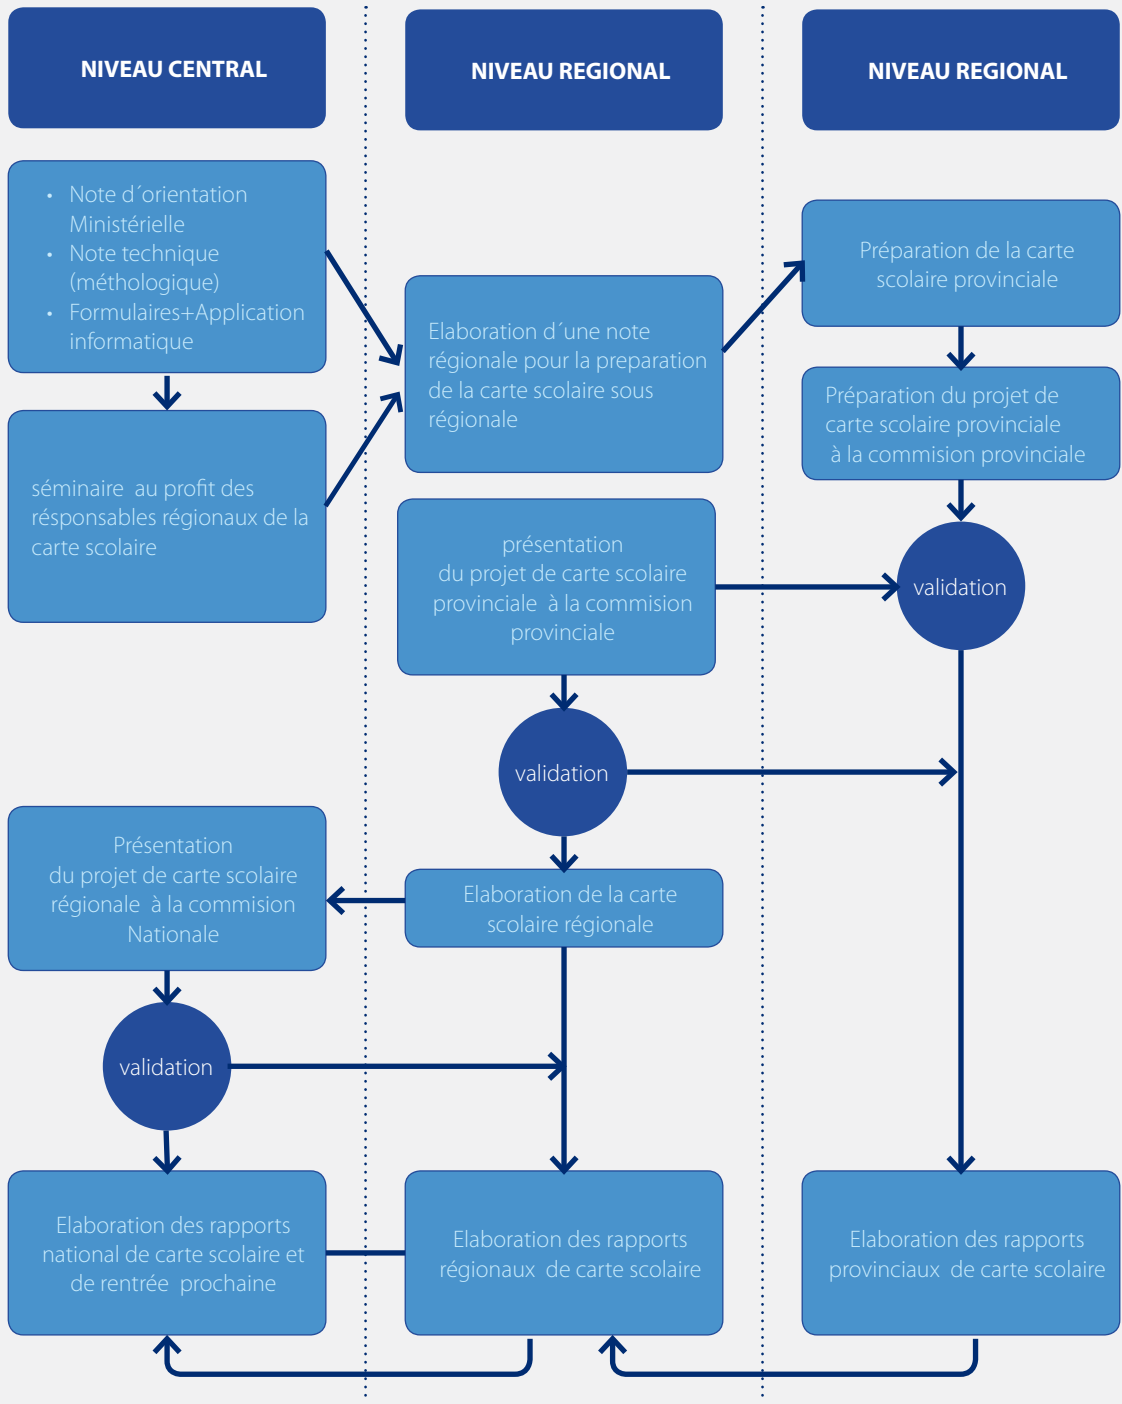 NIVEAU CENTRAL
• Note d´orientation
Ministérielle
• Note technique
(méthologique)
• Formulaires+Application
informatique
séminaire au profit des
résponsables régionaux de la
carte scolaire
Présentation
du projet de carte scolaire
régionale à la commision
Nationale
validation
Elaboration des rapports
national de carte scolaire et
de rentrée prochaine
NIVEAU REGIONAL
Elaboration d´une note
régionale pour la preparation
de la carte scolaire sous
régionale
présentation
du projet de carte scolaire
provinciale à la commision
provinciale
validation
Elaboration de la carte
scolaire régionale
Elaboration des rapports
régionaux de carte scolaire
NIVEAU REGIONAL
Préparation de la carte
scolaire provinciale
Préparation du projet de
carte scolaire provinciale
à la commision provinciale
validation
Elaboration des rapports
provinciaux de carte scolaire